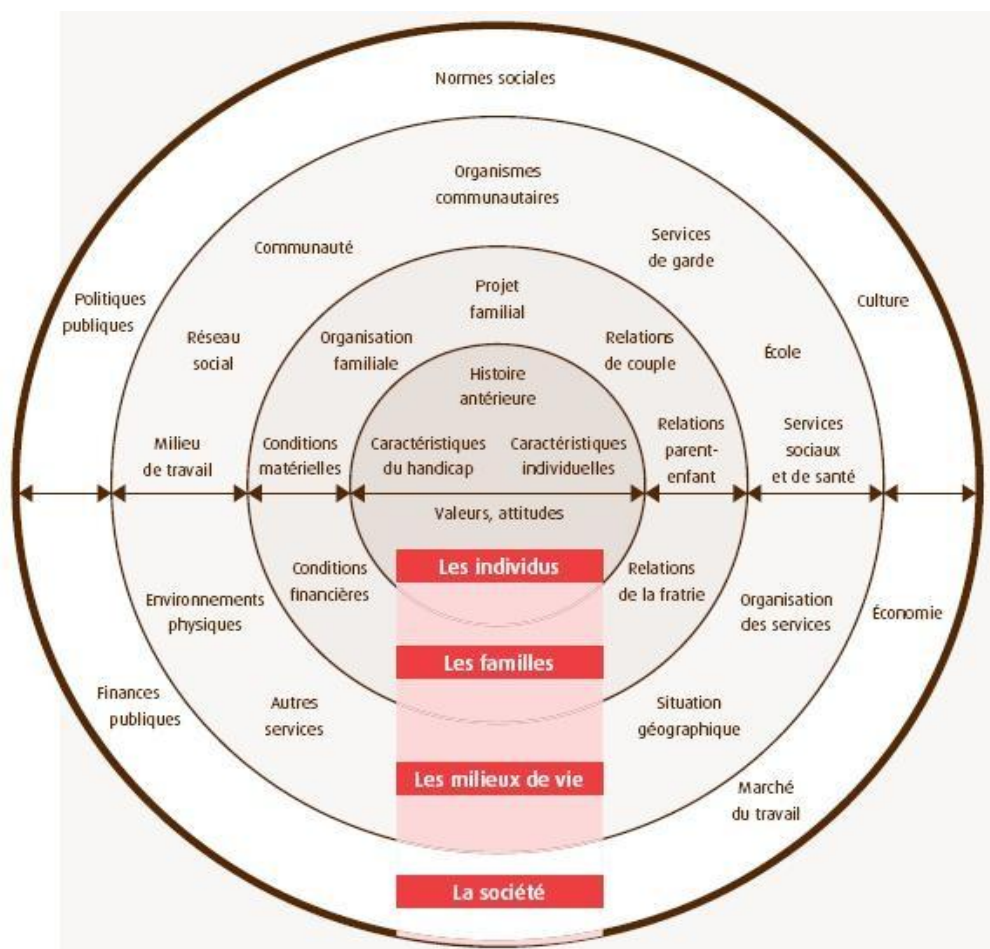 Normes sociales
Organismes
communautaires
Communauté
Services
de garde
Politiques
publiques
Projet
familial
Culture
Réseau
social
Organisation
familiale
Relations
de couple
École
Histoire
antérieure
Milieu
de travail
Conditions
matérielles
Caractéristiques
du handicap
Caractéristiques
individuelles
Relations
parent-
enfant
Services
sociaux
et de santé
Valeurs, attitudes
Les individus
Conditions
financières
Relations
de la fratrie
Environnements
physiques
Organisation
des services
Économie
Les familles
Finances
publiques
Autres
services
Situation
géographique
Les milieux de vie
Marché
du travail
La société